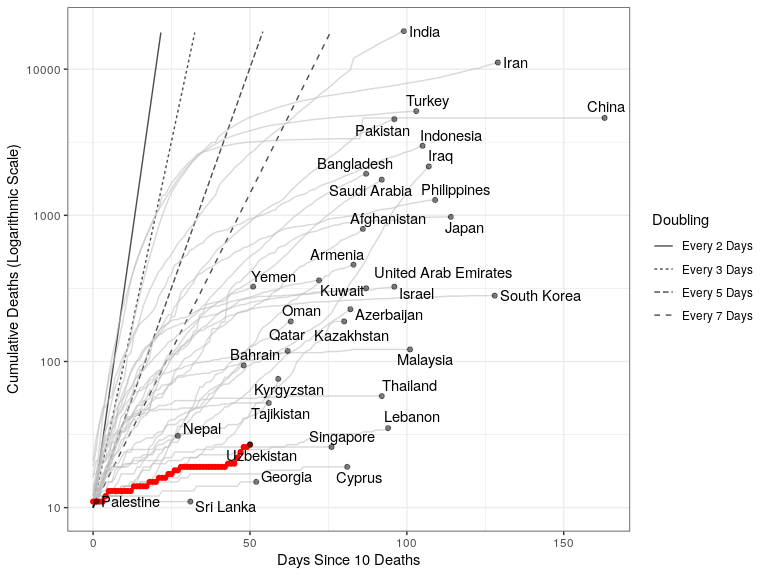 India
Iran
Turkey
China
Pakistan
Indonesia
Iraq
Bangladesh
Saudi Arabia
Philippines
Afghanistan
Japan
Armenia
Yemen
United Arab Emirates
Kuwait
Israel
South Korea
Oman
Azerbaijan
Qatar
Kazakhstan
Bahrain
Malaysia
Kyrgyzstan
Thailand
Tajikistan
Lebanon
Nepal
Singapore
Uzbekistan
Georgia
Cyprus
Palestine
Sri Lanka
10000
1000
100
10
0
50
100
150
Days Since 10 Deaths
Cumulative Deaths (Logarithmic Scale)
Doubling
Every 2 Days
Every 3 Days
Every 5 Days
Every 7 Days